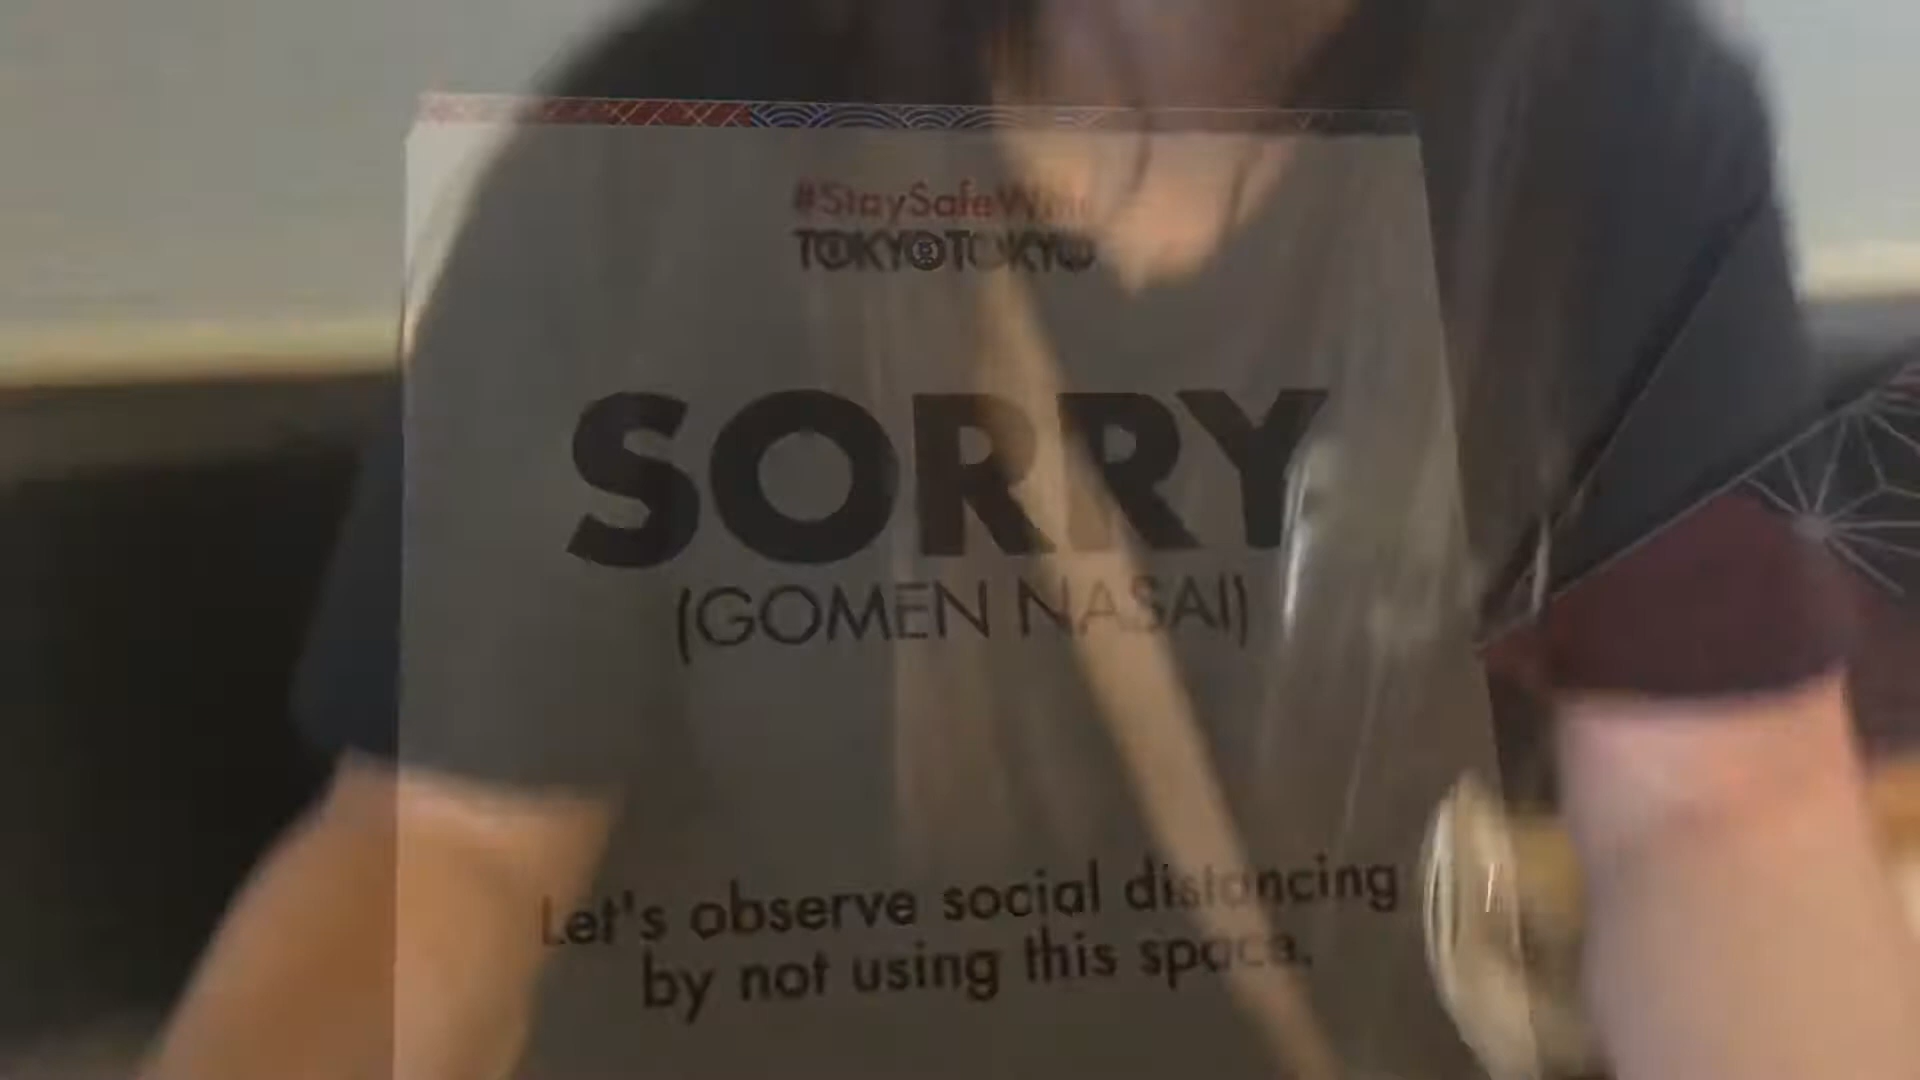 #StaySafeWith
TOKYOTOKYO
SORRY
(GOMEN NASAI)
Let's observe social distancing
by not using this space.